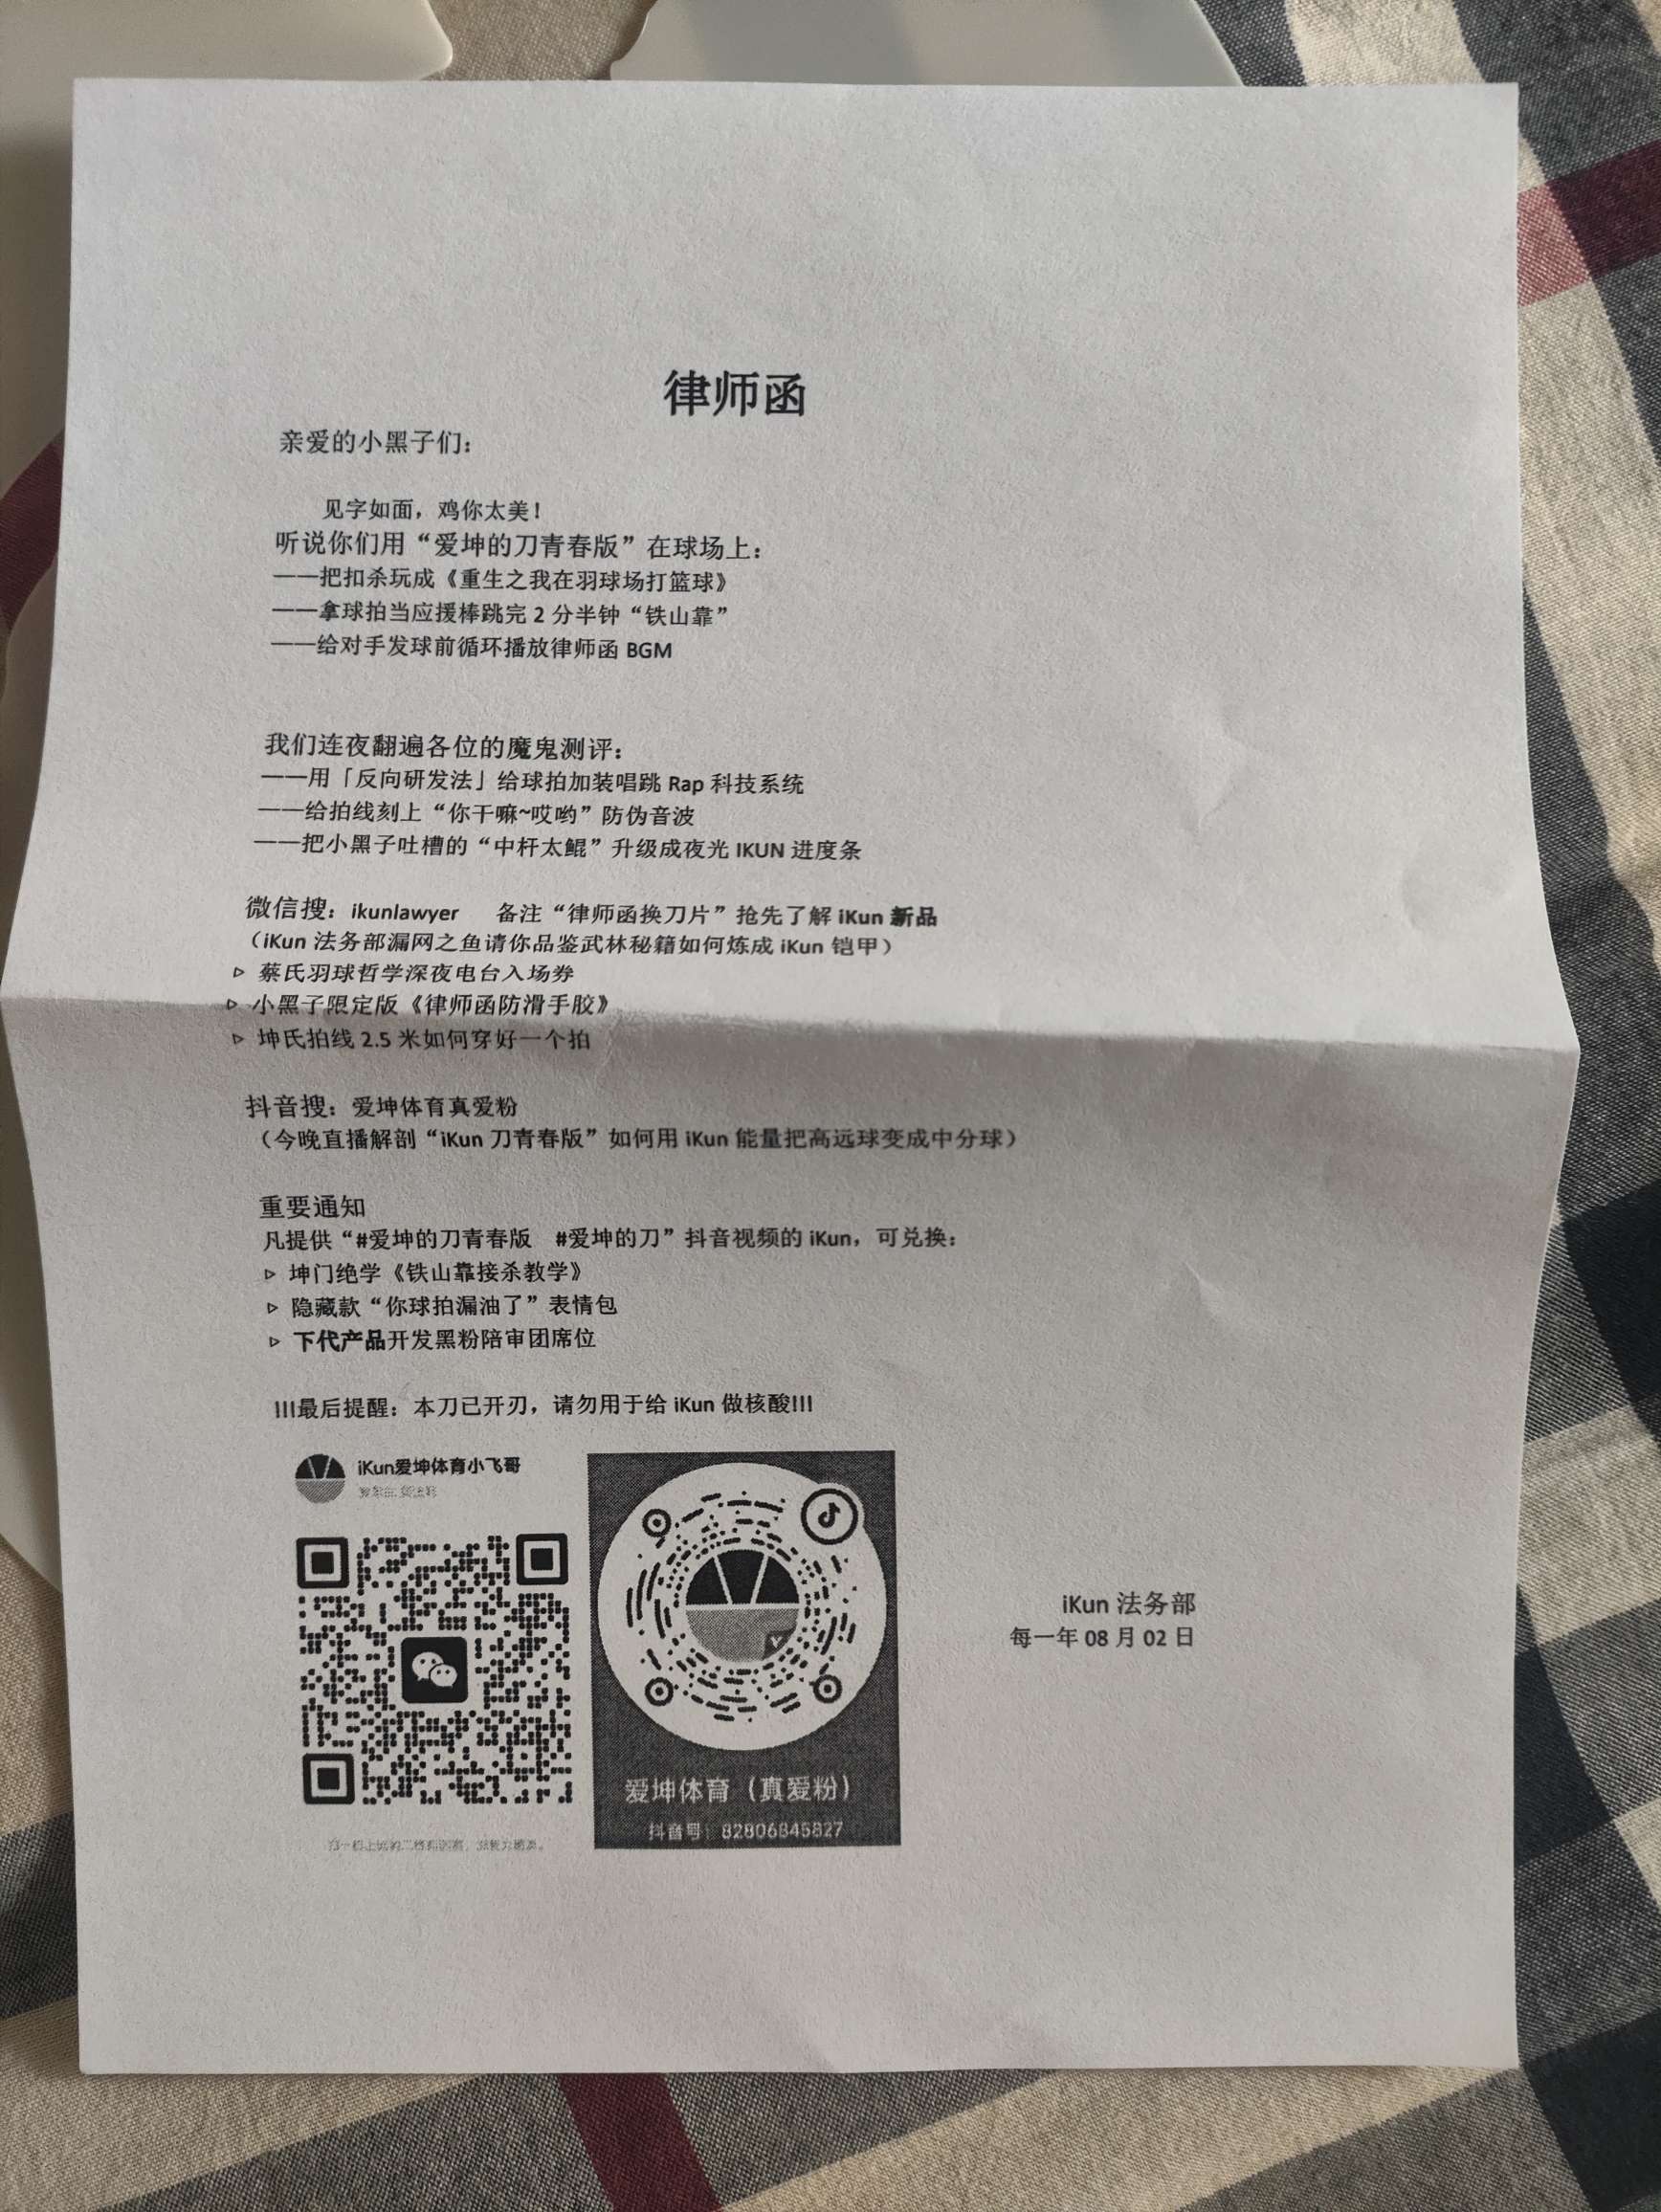 律师函
亲爱的小黑子们：
见字如面，鸡你太美！
听说你们用“爱坤的刀青春版”在球场上：
——把扣杀玩成《重生之我在羽球场打篮球》
——拿球拍当应援棒跳完 2 分半钟“铁山靠”
——给对手发球前循环播放律师函 BGM
我们连夜翻遍各位的魔鬼测评：
——用「反向研发法」给球拍加装唱跳 Rap 科技系统
——给拍线刻上“你干嘛~哎哟”防伪音波
——把小黑子吐槽的“中杆太鲲”升级成夜光 IKUN 进度条
微信搜：ikunlawyer 备注“律师函换刀片”抢先了解 iKun 新品
（iKun 法务部漏网之鱼请你品鉴武林秘籍如何炼成 iKun 铠甲）
▷ 蔡氏羽球哲学深夜电台入场券
▷ 小黑子限定版《律师函防滑手胶》
▷ 坤氏拍线 2.5 米如何穿好一个拍
抖音搜：爱坤体育真爱粉
（今晚直播解剖“iKun 刀青春版”如何用 iKun 能量把高远球变成中分球）
重要通知
凡提供“#爱坤的刀青春版 #爱坤的刀”抖音视频的 iKun，可兑换：
▷ 坤门绝学《铁山靠接杀教学》
▷ 隐藏款“你球拍漏油了”表情包
▷ 下代产品开发黑粉陪审团席位
!!!最后提醒：本刀已开刃，请勿用于给 iKun 做核酸!!!
iKun爱坤体育小飞哥
爱坤体育（真爱粉）
抖音号：82806845827
iKun 法务部
每一年 08 月 02 日